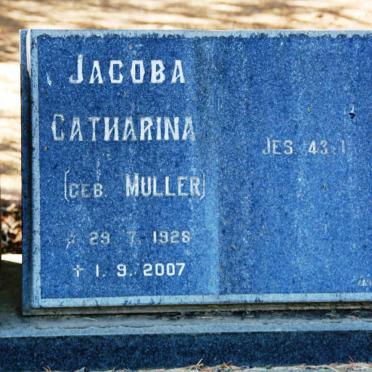 JACOBA
CATHARINA
(GEB. MULLER)
* 29. 7. 1928
† 1. 9. 2007
JES 43:1